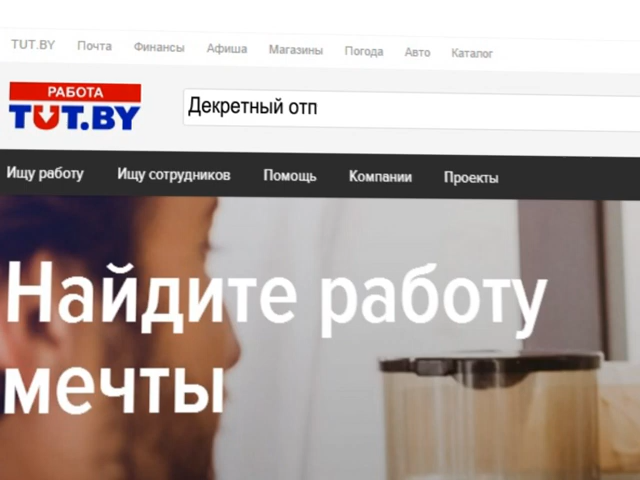 TUT.BY Почта Финансы Афиша Магазины Погода Авто Каталог
РАБОТА
TUT.BY
Декретный отп
Ищу работу Ищу сотрудников Помощь Компании Проекты
Найдите работу
мечты